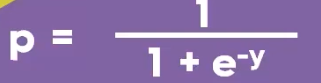 p = 1 / 1 + e⁻ʸ